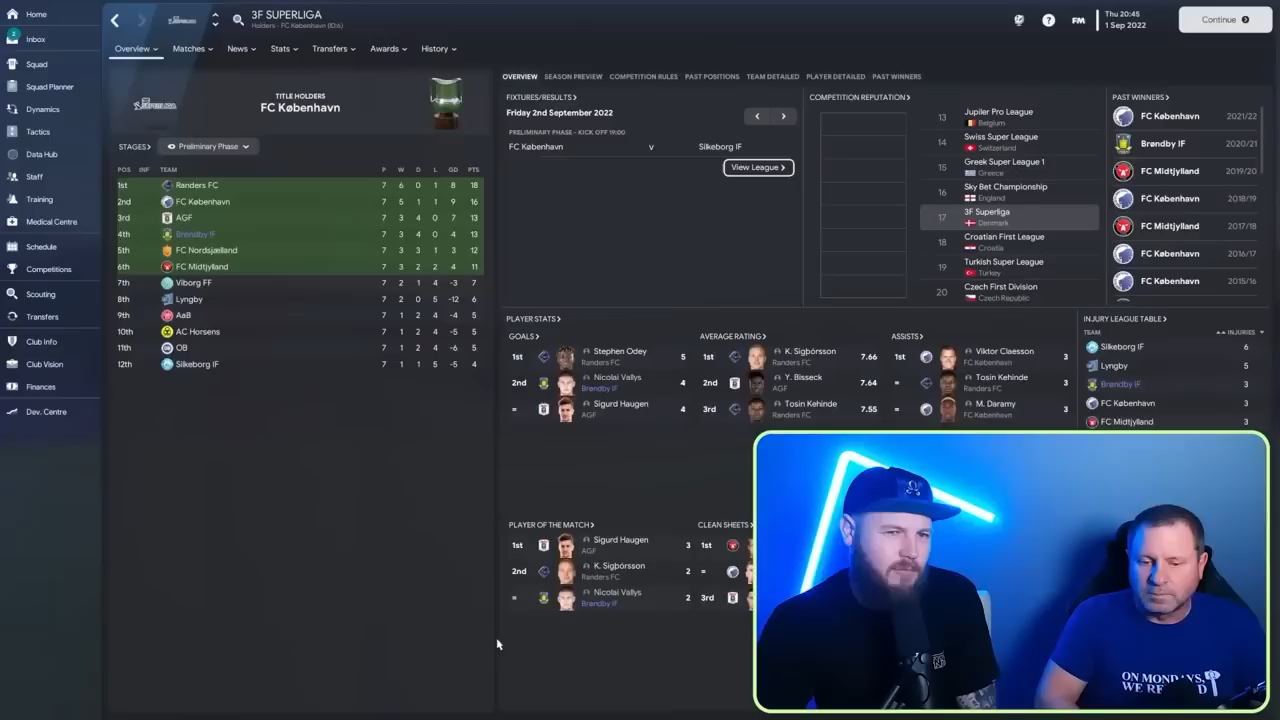 Home
2
Inbox
Squad
Squad Planner
Dynamics
Tactics
Data Hub
Staff
Training
Medical Centre
Schedule
Competitions
Scouting
Transfers
Club Info
Club Vision
Finances
Dev. Centre
3F SUPERLIGA
Holders - FC København (ID:6)
FM
Thu 20:45
1 Sep 2022
Continue
Overview
Matches
News
Stats
Transfers
Awards
History
TITLE HOLDERS
FC København
STAGES>
Preliminary Phase
POS INF TEAM P W D L GD PTS
1st Randers FC 7 6 0 1 8 18
2nd FC København 7 5 1 1 9 16
3rd AGF 7 3 4 0 7 13
4th Brøndby IF 7 3 4 0 4 13
5th FC Nordsjælland 7 3 3 1 3 12
6th FC Midtjylland 7 3 2 2 4 11
7th Viborg FF 7 2 1 4 -3 7
8th Lyngby 7 2 0 5 -12 6
9th AaB 7 1 2 4 -4 5
10th AC Horsens 7 1 2 4 -5 5
11th OB 7 1 2 4 -6 5
12th Silkeborg IF 7 1 1 5 -5 4
OVERVIEW SEASON PREVIEW COMPETITION RULES PAST POSITIONS TEAM DETAILED PLAYER DETAILED PAST WINNERS
FIXTURES/RESULTS>
Friday 2nd September 2022
PRELIMINARY PHASE - KICK OFF 19:00
FC København v Silkeborg IF
View League >
COMPETITION REPUTATION>
13 Jupiler Pro League
Belgium
14 Swiss Super League
Switzerland
15 Greek Super League 1
Greece
16 Sky Bet Championship
England
17 3F Superliga
Denmark
18 Croatian First League
Croatia
19 Turkish Super League
Turkey
20 Czech First Division
Czech Republic
PAST WINNERS>
FC København 2021/22
Brøndby IF 2020/21
FC Midtjylland 2019/20
FC København 2018/19
FC Midtjylland 2017/18
FC København 2016/17
FC København 2015/16
PLAYER STATS>
GOALS>
1st Stephen Odey 5
Randers FC
2nd Nicolai Vallys 4
Brøndby IF
= Sigurd Haugen 4
AGF
AVERAGE RATING>
1st K. Sigþórsson 7.66
Randers FC
2nd Y. Bisseck 7.64
AGF
3rd Tosin Kehinde 7.55
Randers FC
ASSISTS>
1st Viktor Claesson 3
FC København
= Tosin Kehinde 3
Randers FC
= M. Daramy 3
FC København
INJURY LEAGUE TABLE>
TEAM INJURIES
Silkeborg IF 6
Lyngby 5
Brøndby IF 3
FC København 3
FC Midtjylland 3
PLAYER OF THE MATCH>
1st Sigurd Haugen 3
AGF
2nd K. Sigþórsson 2
Randers FC
= Nicolai Vallys 2
Brøndby IF
CLEAN SHEETS
1st
=
3rd
ON MONDAYS